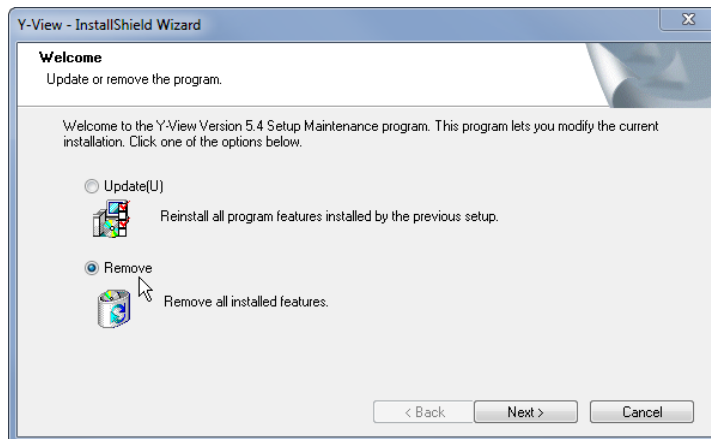 Y-View - InstallShield Wizard
Welcome
Update or remove the program.
Welcome to the Y-View Version 5.4 Setup Maintenance program. This program lets you modify the current
installation. Click one of the options below.
Update(U)
Reinstall all program features installed by the previous setup.
Remove
Remove all installed features.
< Back Next > Cancel